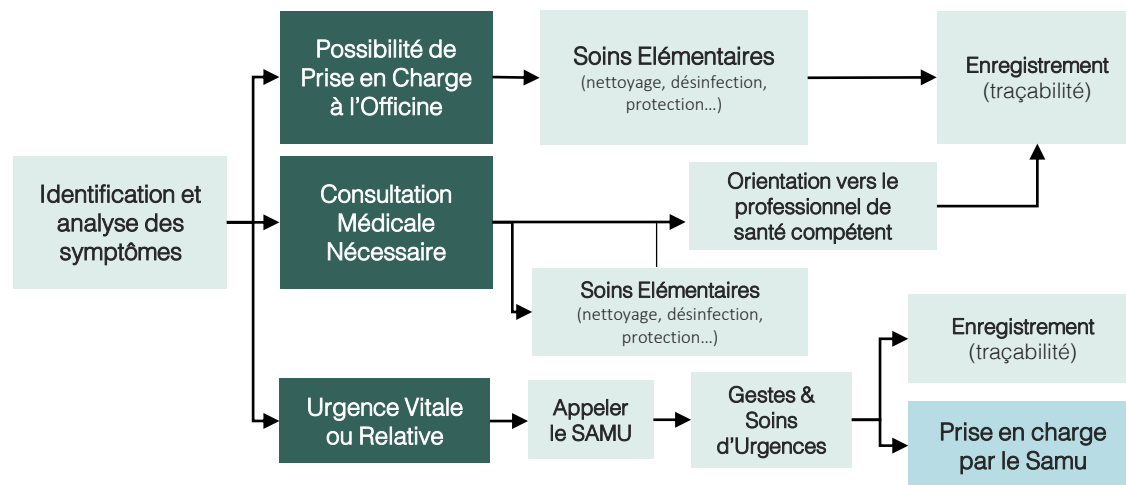 Identification et
analyse des
symptômes
Possibilité de
Prise en Charge
à l'Officine
Soins Elémentaires
(nettoyage, désinfection,
protection...)
Enregistrement
(traçabilité)
Consultation
Médicale
Nécessaire
Orientation vers le
professionnel de
santé compétent
Soins Elémentaires
(nettoyage, désinfection,
protection...)
Urgence Vitale
ou Relative
Appeler
le SAMU
Gestes &
Soins
d'Urgences
Enregistrement
(traçabilité)
Prise en charge
par le Samu